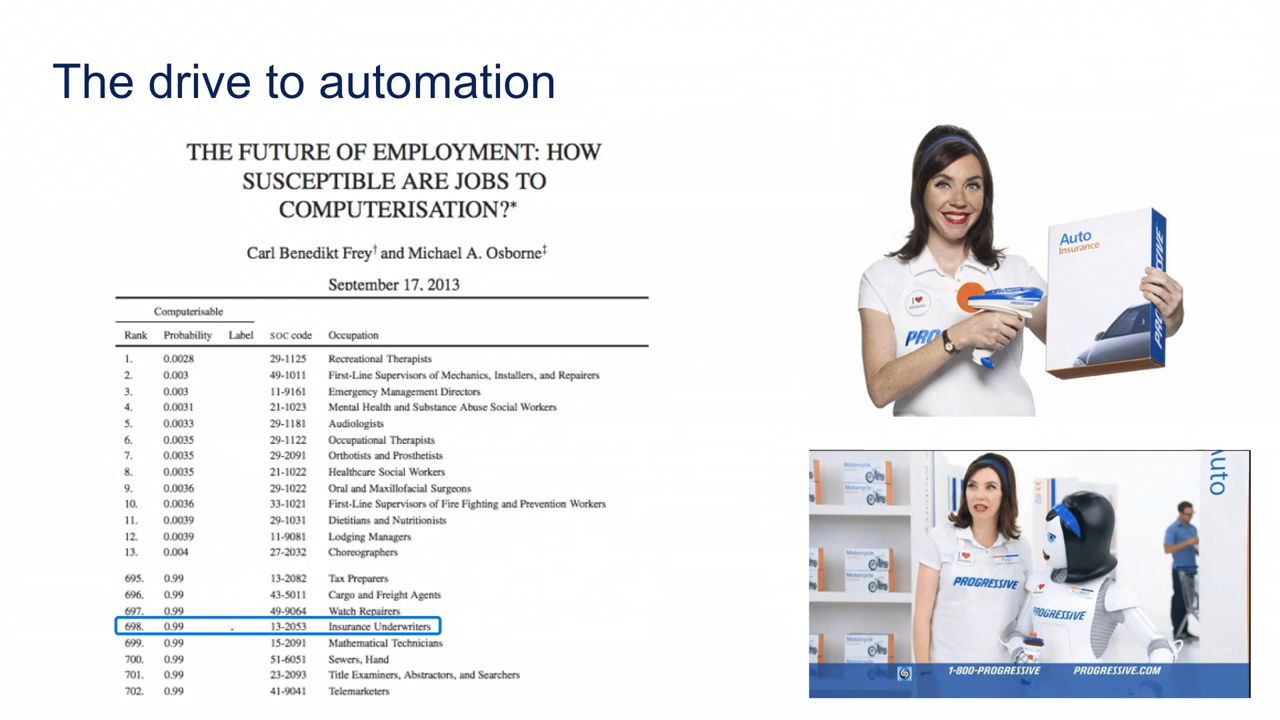 The drive to automation
THE FUTURE OF EMPLOYMENT: HOW
SUSCEPTIBLE ARE JOBS TO
COMPUTERISATION?*
Carl Benedikt Frey† and Michael A. Osborne‡
September 17, 2013
Computerisable
Rank Probability Label SOC code Occupation
1. 0.0028 29-1125 Recreational Therapists
2. 0.003 49-1011 First-Line Supervisors of Mechanics, Installers, and Repairers
3. 0.003 11-9161 Emergency Management Directors
4. 0.0031 21-1023 Mental Health and Substance Abuse Social Workers
5. 0.0033 29-1181 Audiologists
6. 0.0035 29-1122 Occupational Therapists
7. 0.0035 29-2091 Orthotists and Prosthetists
8. 0.0035 21-1022 Healthcare Social Workers
9. 0.0036 29-1022 Oral and Maxillofacial Surgeons
10. 0.0036 33-1021 First-Line Supervisors of Fire Fighting and Prevention Workers
11. 0.0039 29-1031 Dietitians and Nutritionists
12. 0.0039 11-9081 Lodging Managers
13. 0.004 27-2032 Choreographers
695. 0.99 13-2082 Tax Preparers
696. 0.99 43-5011 Cargo and Freight Agents
697. 0.99 49-9064 Watch Repairers
698. 0.99 13-2053 Insurance Underwriters
699. 0.99 15-2091 Mathematical Technicians
700. 0.99 51-6051 Sewers, Hand
701. 0.99 23-2093 Title Examiners, Abstractors, and Searchers
702. 0.99 41-9041 Telemarketers
Auto
Insurance
PROGRESSIVE
I
PRO
PROGRESSIVE
Auto
Motorcycle
Motorcycle
Motorcycle
PROGRESSIVE
PROGRESSIVE
1-800-PROGRESSIVE PROGRESSIVE.COM